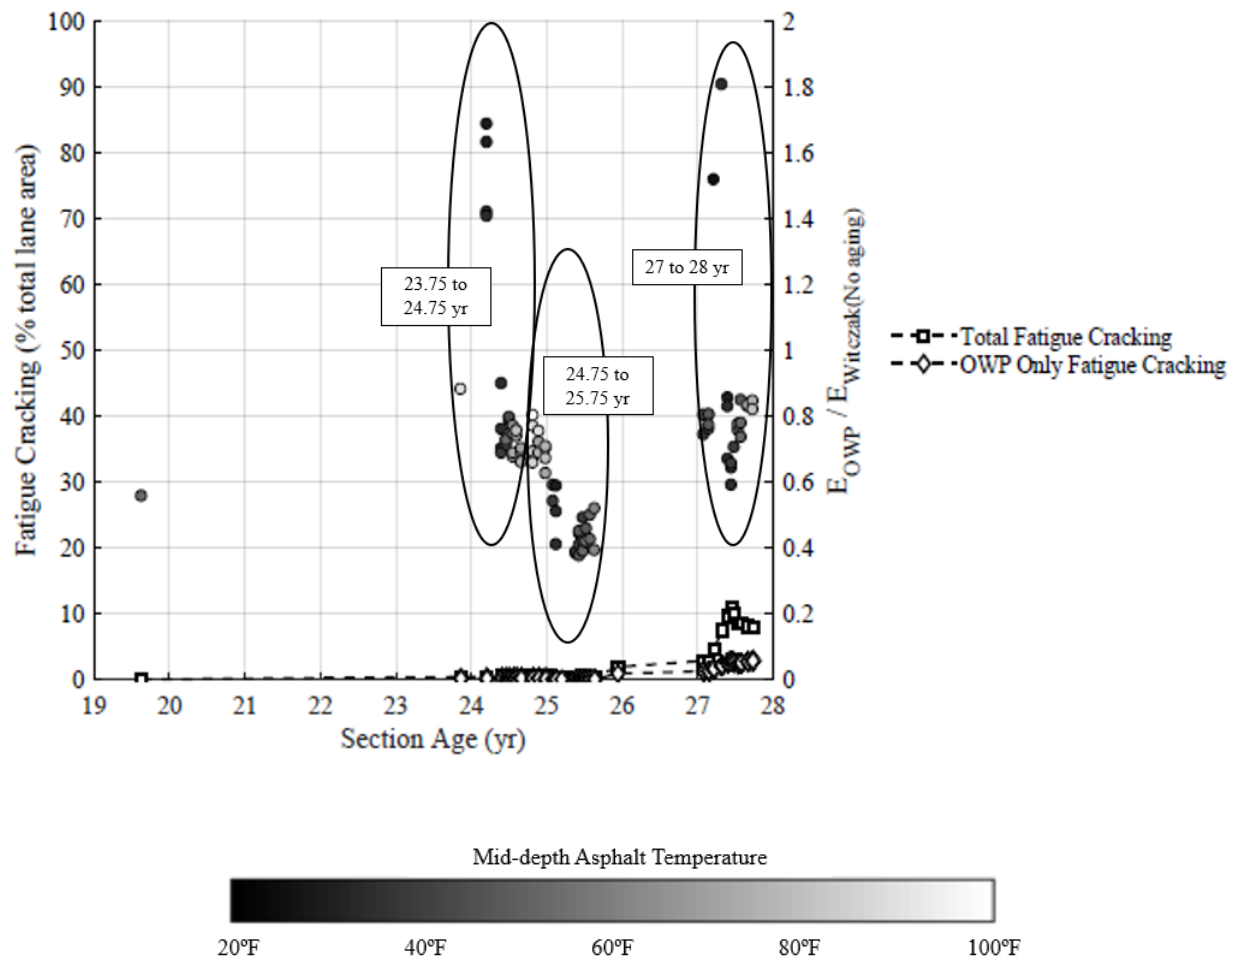 Fatigue Cracking (% total lane area)
100
90
80
70
60
50
40
30
20
10
0
2
1.8
1.6
1.4
1.2
1
0.8
0.6
0.4
0.2
0
E_OWP / E_Witczak(No aging)
23.75 to
24.75 yr
24.75 to
25.75 yr
27 to 28 yr
19 20 21 22 23 24 25 26 27 28
Section Age (yr)
Total Fatigue Cracking
OWP Only Fatigue Cracking
Mid-depth Asphalt Temperature
20ºF 40ºF 60ºF 80ºF 100ºF